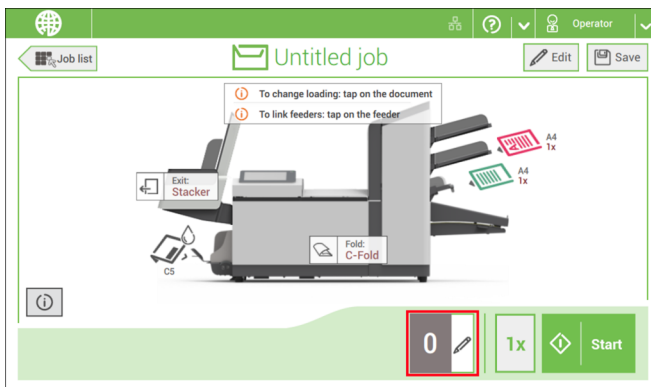 Operator
Job list
Untitled job
Edit
Save
To change loading: tap on the document
To link feeders: tap on the feeder
A4
1x
A4
1x
Exit:
Stacker
Fold:
C-Fold
C5
0
1x
Start